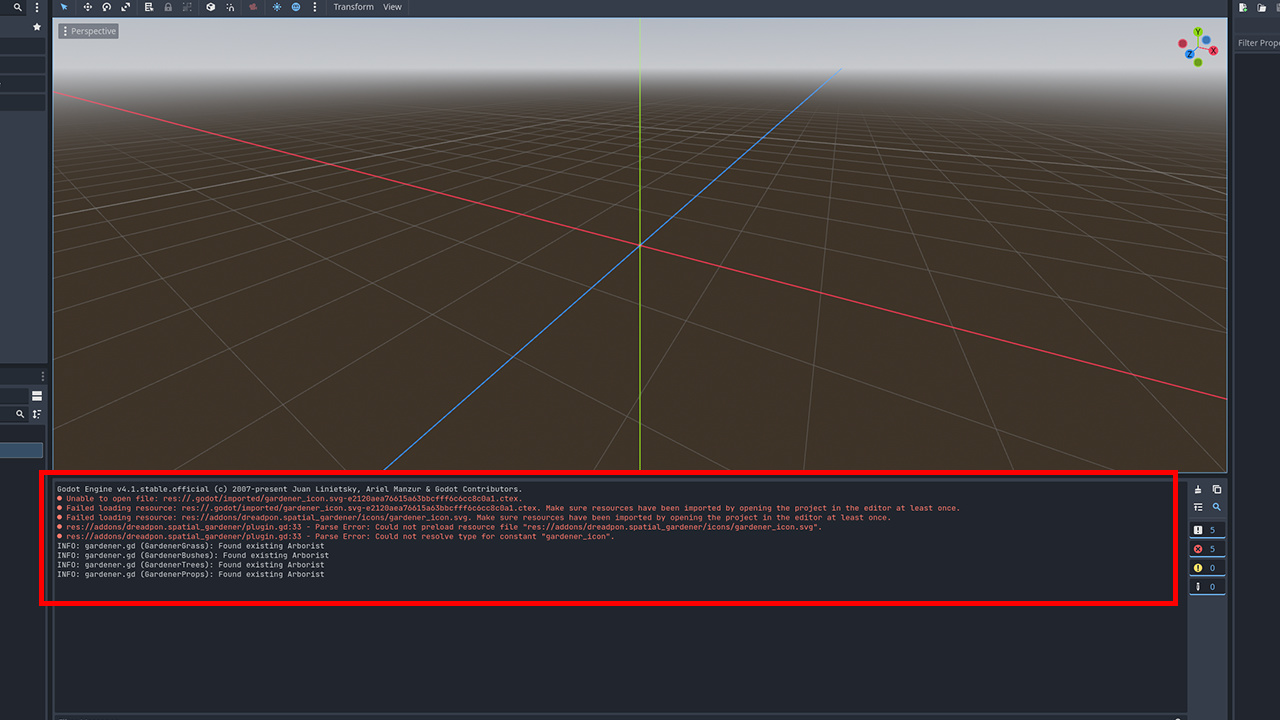 Transform View
Perspective
Y
X
Z
Filter Prop
Godot Engine v4.1.stable.official (c) 2007-present Juan Linietsky, Ariel Manzur & Godot Contributors.
Unable to open file: res://.godot/imported/gardener_icon.svg-e2120aea76615a63bbcfff6c6cc8c0a1.ctex.
Failed loading resource: res://.godot/imported/gardener_icon.svg-e2120aea76615a63bbcfff6c6cc8c0a1.ctex. Make sure resources have been imported by opening the project in the editor at least once.
Failed loading resource: res://addons/dreadpon.spatial_gardener/icons/gardener_icon.svg. Make sure resources have been imported by opening the project in the editor at least once.
res://addons/dreadpon.spatial_gardener/plugin.gd:33 - Parse Error: Could not preload resource file "res://addons/dreadpon.spatial_gardener/icons/gardener_icon.svg".
res://addons/dreadpon.spatial_gardener/plugin.gd:33 - Parse Error: Could not resolve type for constant "gardener_icon".
INFO: gardener.gd (GardenerGrass): Found existing Arborist
INFO: gardener.gd (GardenerBushes): Found existing Arborist
INFO: gardener.gd (GardenerTrees): Found existing Arborist
INFO: gardener.gd (GardenerProps): Found existing Arborist
5
5
0
0